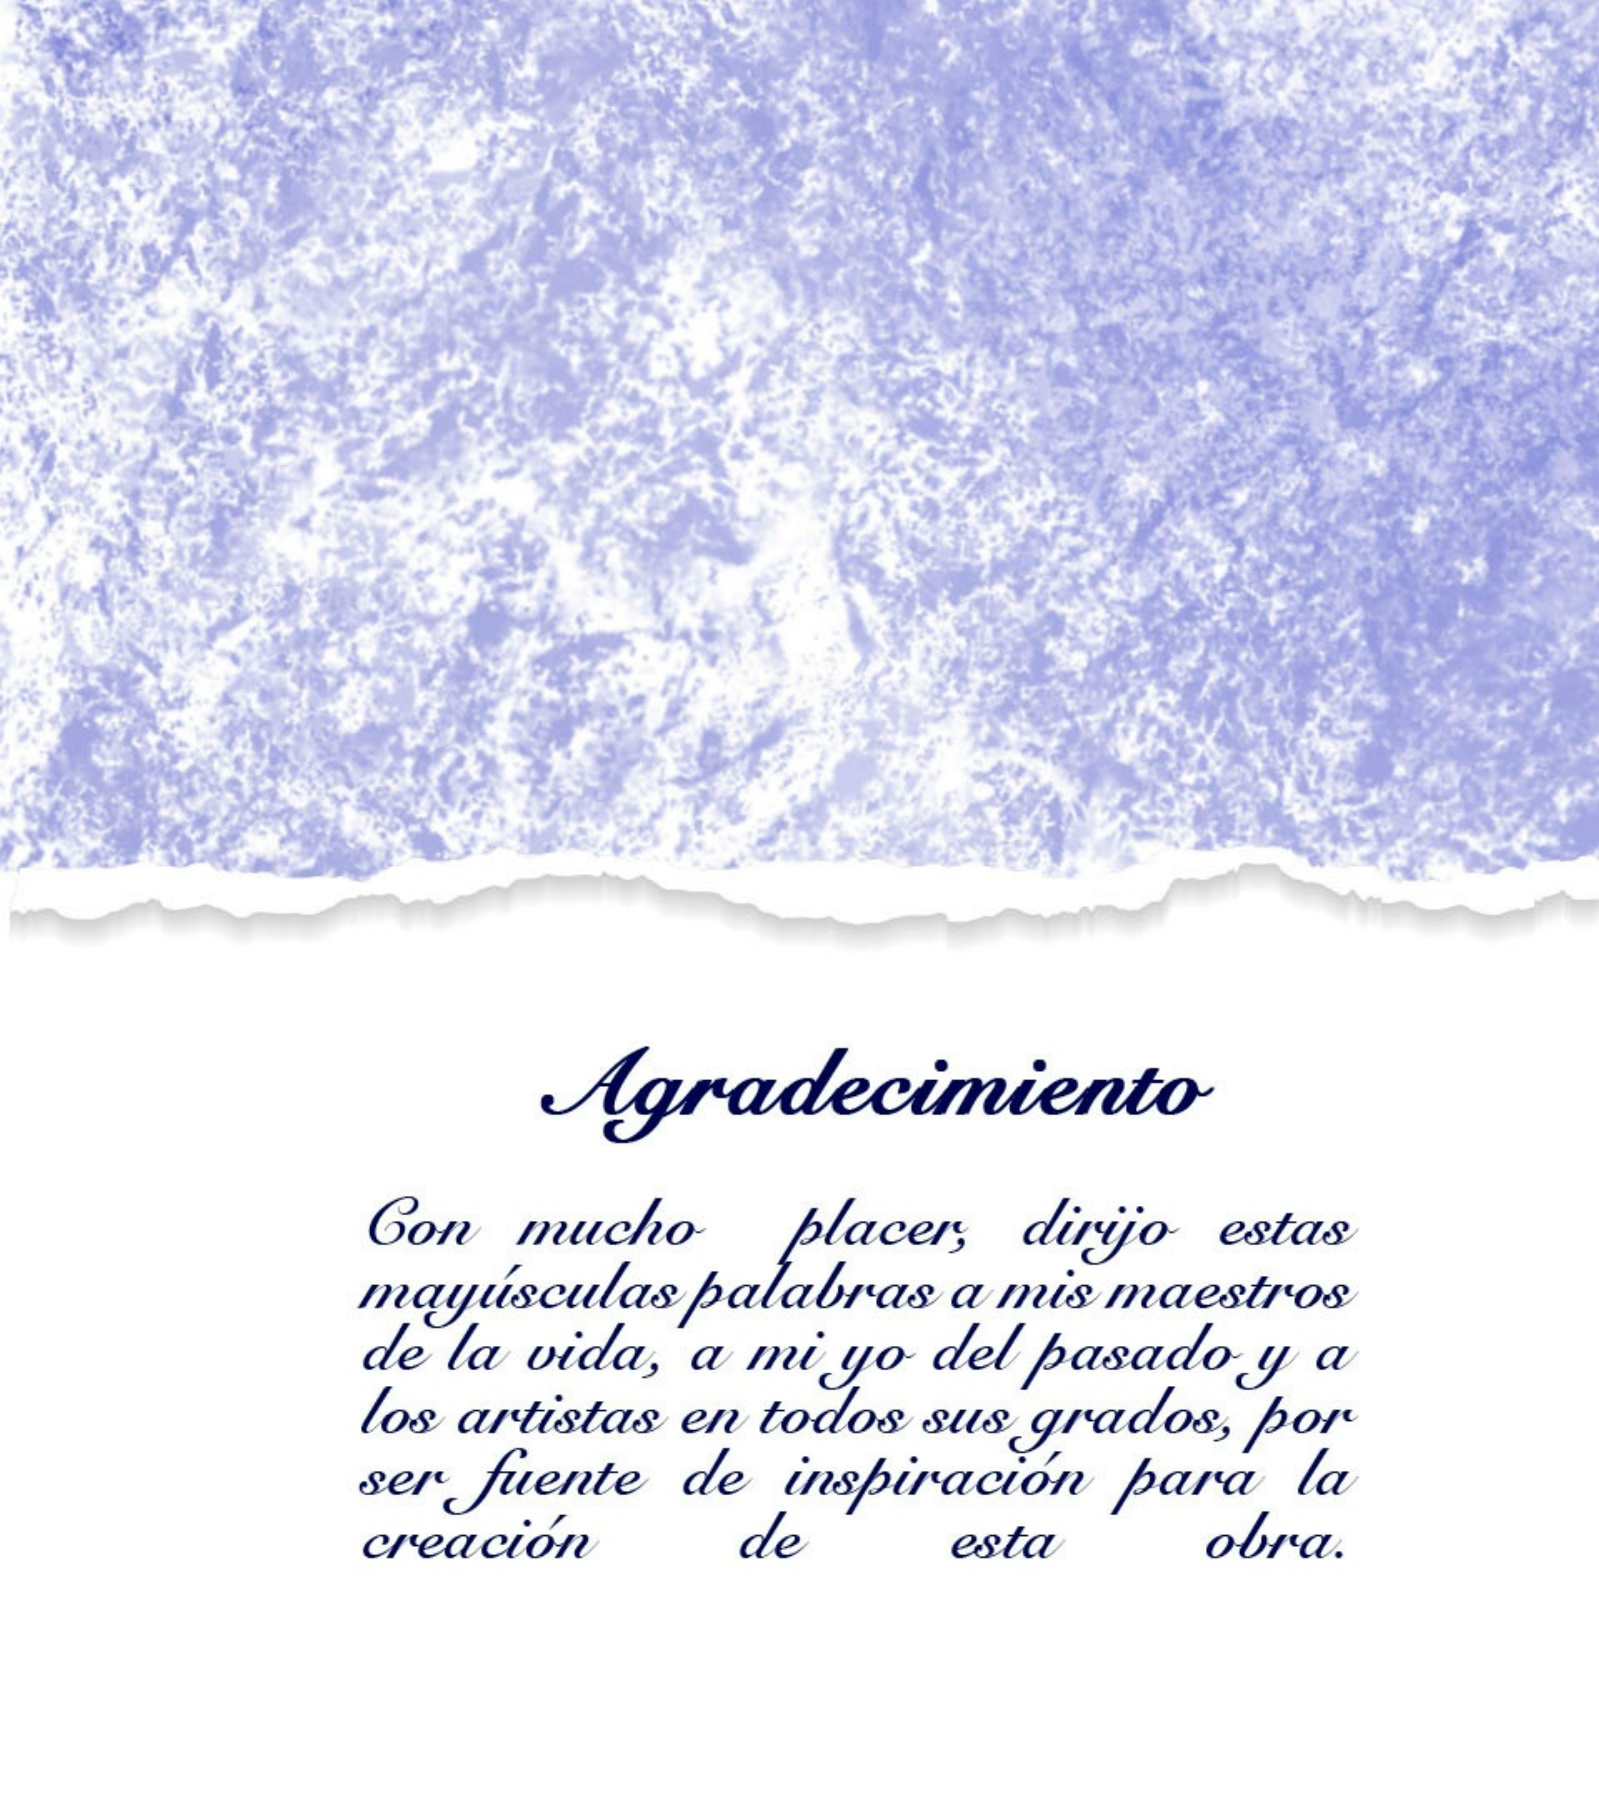 Agradecimiento
Con mucho placer, dirijo estas
mayúsculas palabras a mis maestros
de la vida, a mi yo del pasado y a
los artistas en todos sus grados, por
ser fuente de inspiración para la
creación de esta obra.